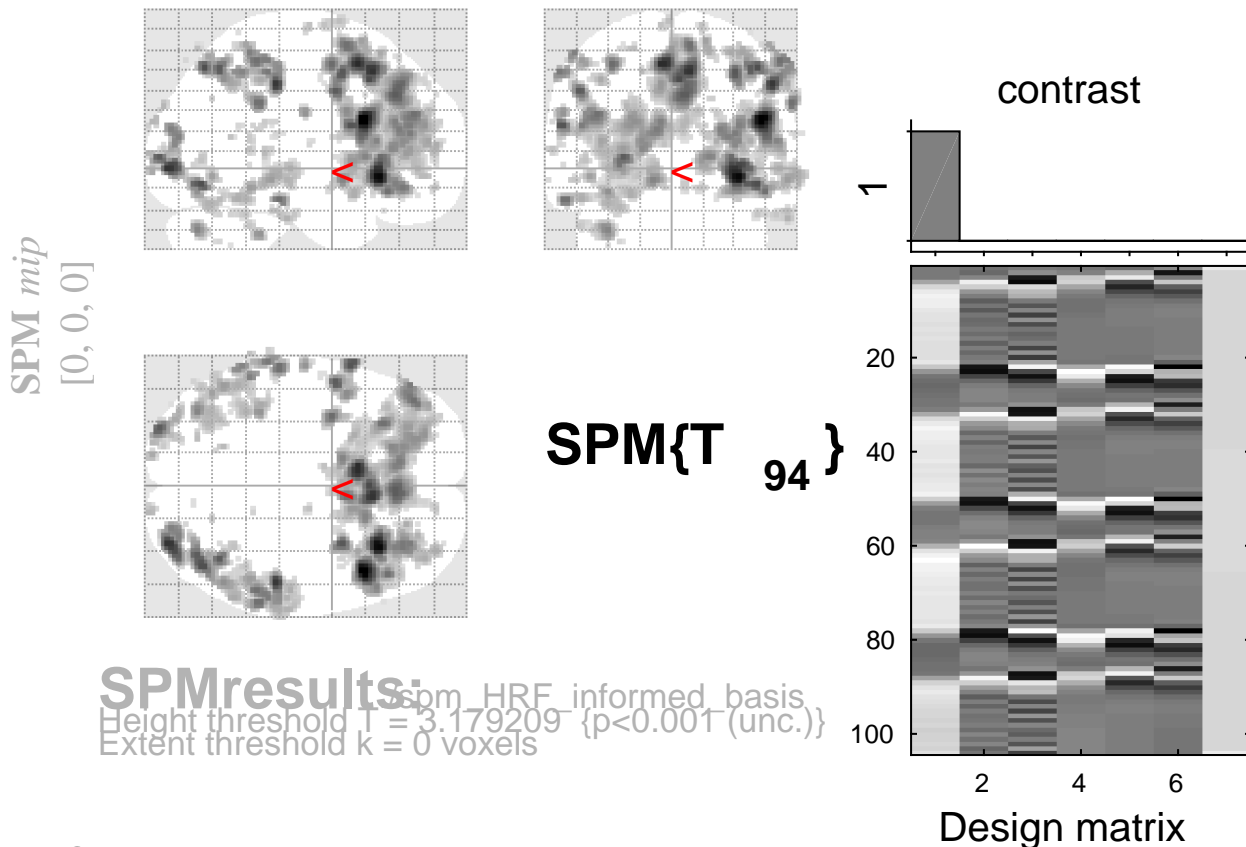 contrast
1
SPM mip
[0, 0, 0]
<
<
<
SPM{T 94 }
20
40
60
80
100
2 4 6
Design matrix
SPMresults: ./spm_HRF_informed_basis
Height threshold T = 3.179209 {p<0.001 (unc.)}
Extent threshold k = 0 voxels